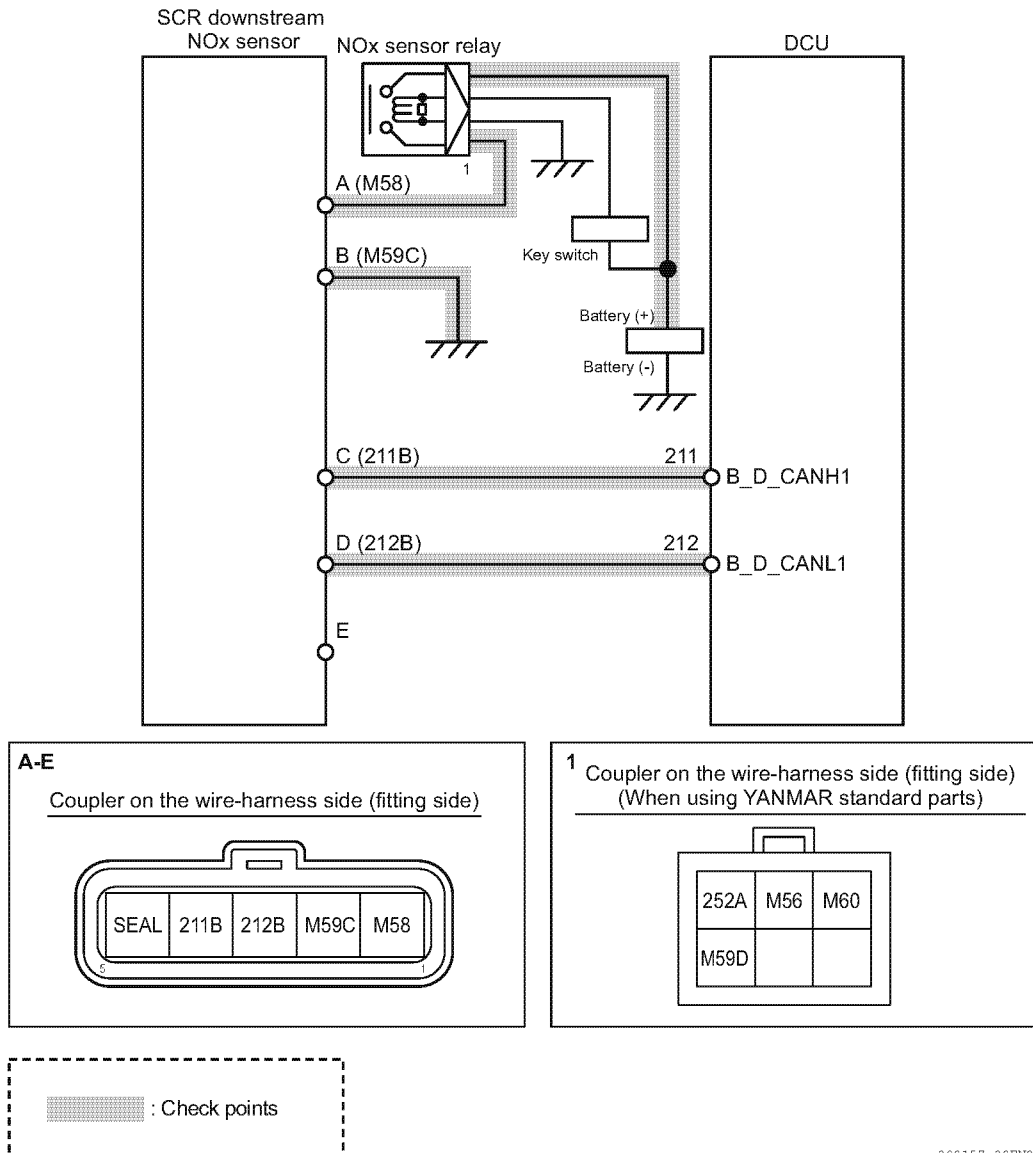 SCR downstream
NOx sensor
NOx sensor relay
DCU
1
A (M58)
B (M59C)
Key switch
Battery (+)
Battery (-)
C (211B)
211
B_D_CANH1
D (212B)
212
B_D_CANL1
E
A-E
Coupler on the wire-harness side (fitting side)
SEAL 211B 212B M59C M58
5 1
1
Coupler on the wire-harness side (fitting side)
(When using YANMAR standard parts)
252A M56 M60
M59D
: Check points